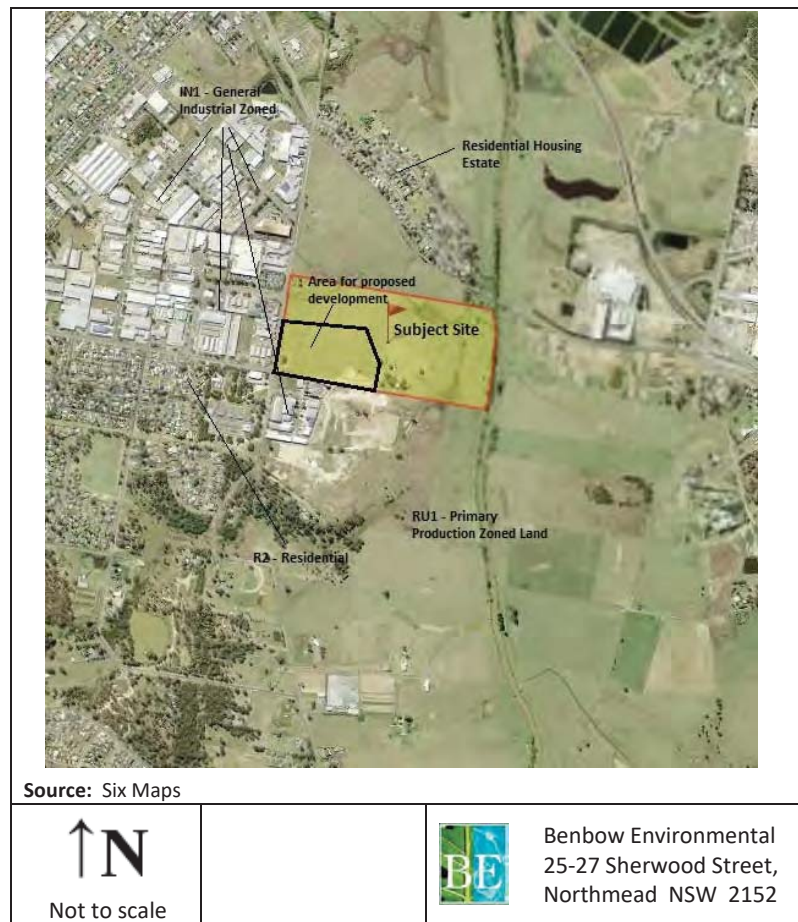 IN1 - General
Industrial Zoned
Residential Housing
Estate
Area for proposed
development
Subject Site
RU1 - Primary
Production Zoned Land
R2 - Residential
Source: Six Maps
↑N
Not to scale
BE
Benbow Environmental
25-27 Sherwood Street,
Northmead NSW 2152